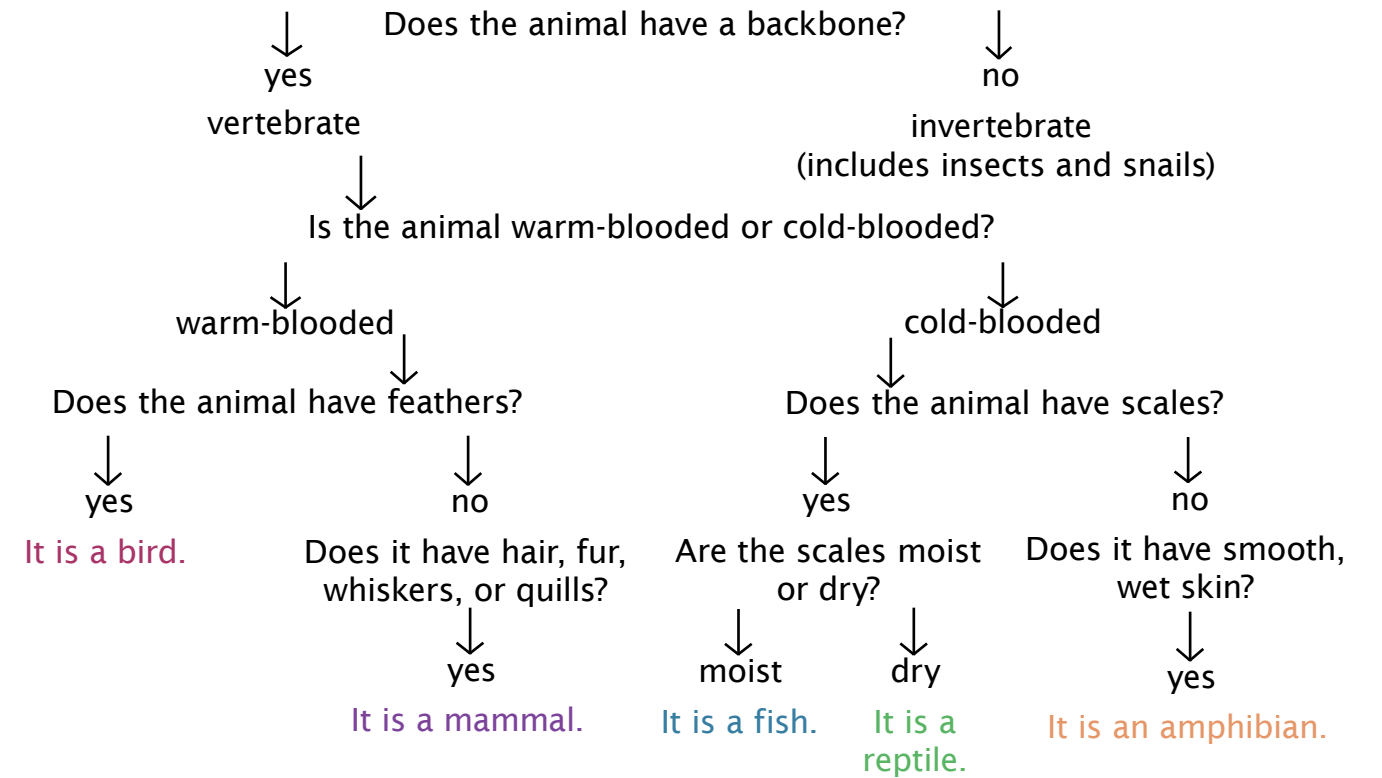 Does the animal have a backbone?
yes
no
vertebrate
invertebrate
(includes insects and snails)
Is the animal warm-blooded or cold-blooded?
warm-blooded
cold-blooded
Does the animal have feathers?
Does the animal have scales?
yes
no
yes
no
It is a bird.
Does it have hair, fur,
whiskers, or quills?
Are the scales moist
or dry?
Does it have smooth,
wet skin?
yes
moist
dry
yes
It is a mammal.
It is a fish.
It is a
reptile.
It is an amphibian.